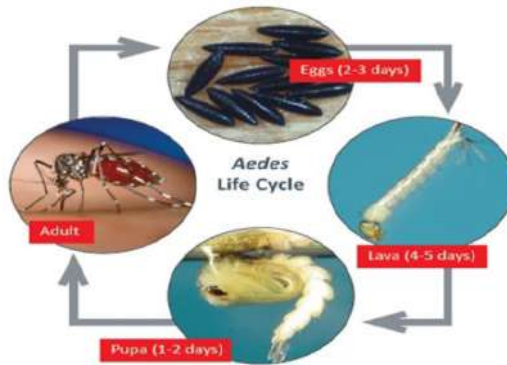 Eggs (2-3 days)
Aedes
Life Cycle
Adult
Lava (4-5 days)
Pupa (1-2 days)